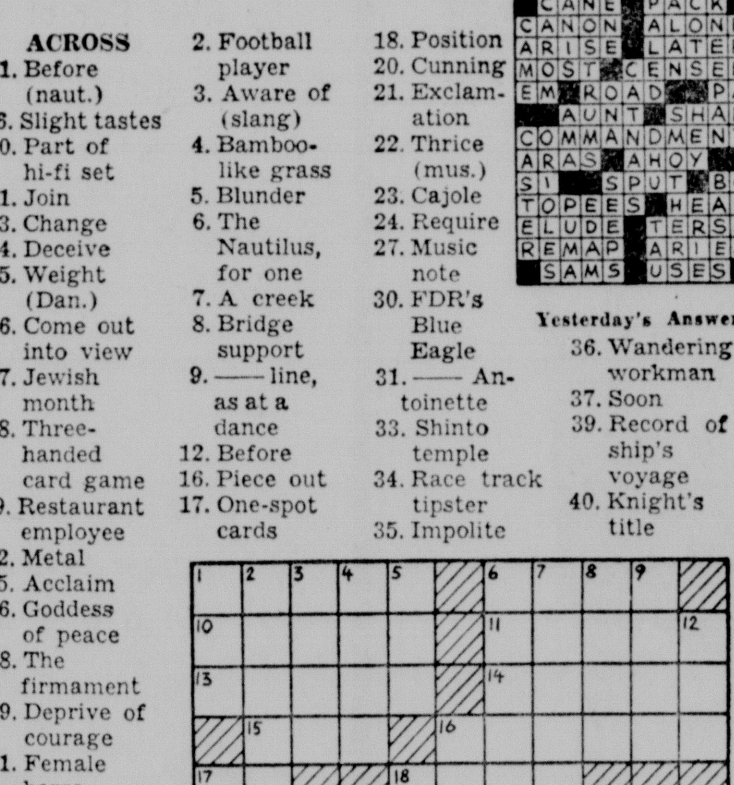 ACROSS
1. Before
(naut.)
6. Slight tastes
0. Part of
hi-fi set
1. Join
3. Change
4. Deceive
5. Weight
(Dan.)
6. Come out
into view
7. Jewish
month
8. Three-
handed
card game
9. Restaurant
employee
2. Metal
5. Acclaim
6. Goddess
of peace
8. The
firmament
9. Deprive of
courage
1. Female
2. Football
player
3. Aware of
(slang)
4. Bamboo-
like grass
5. Blunder
6. The
Nautilus,
for one
7. A creek
8. Bridge
support
9. —— line,
as at a
dance
12. Before
16. Piece out
17. One-spot
cards
18. Position
20. Cunning
21. Exclam-
ation
22. Thrice
(mus.)
23. Cajole
24. Require
27. Music
note
30. FDR's
Blue
Eagle
31. —— An-
toinette
33. Shinto
temple
34. Race track
tipster
35. Impolite
CANE PACK
CANON ALON
ARISE LATE
MOST CENSE
EM ROAD P
AUNT SHA
COMMANDMEN
ARAS AHOY
SI SPUT B
TOPEES HEA
ELUDE TERS
REMAP ARIE
SAMS USES
Yesterday's Answer
36. Wandering
workman
37. Soon
39. Record of
ship's
voyage
40. Knight's
title
1 2 3 4 5 6 7 8 9
10 11 12
13 14
15 16
17 18